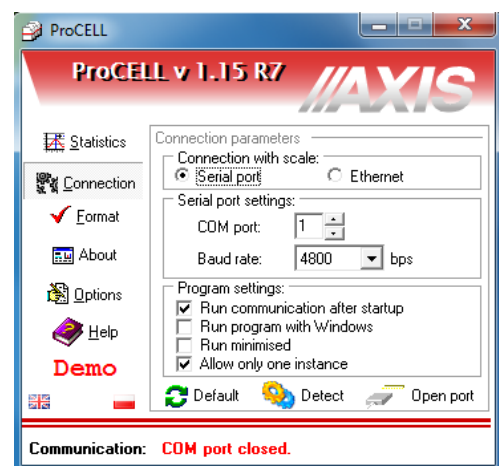 ProCELL
ProCELL v 1.15 R7
AXIS
Statistics
Connection
Format
About
Options
Help
Demo
Connection parameters
Connection with scale:
Serial port
Ethernet
Serial port settings:
COM port:
1
Baud rate:
4800
bps
Program settings:
Run communication after startup
Run program with Windows
Run minimised
Allow only one instance
Default
Detect
Open port
Communication: COM port closed.